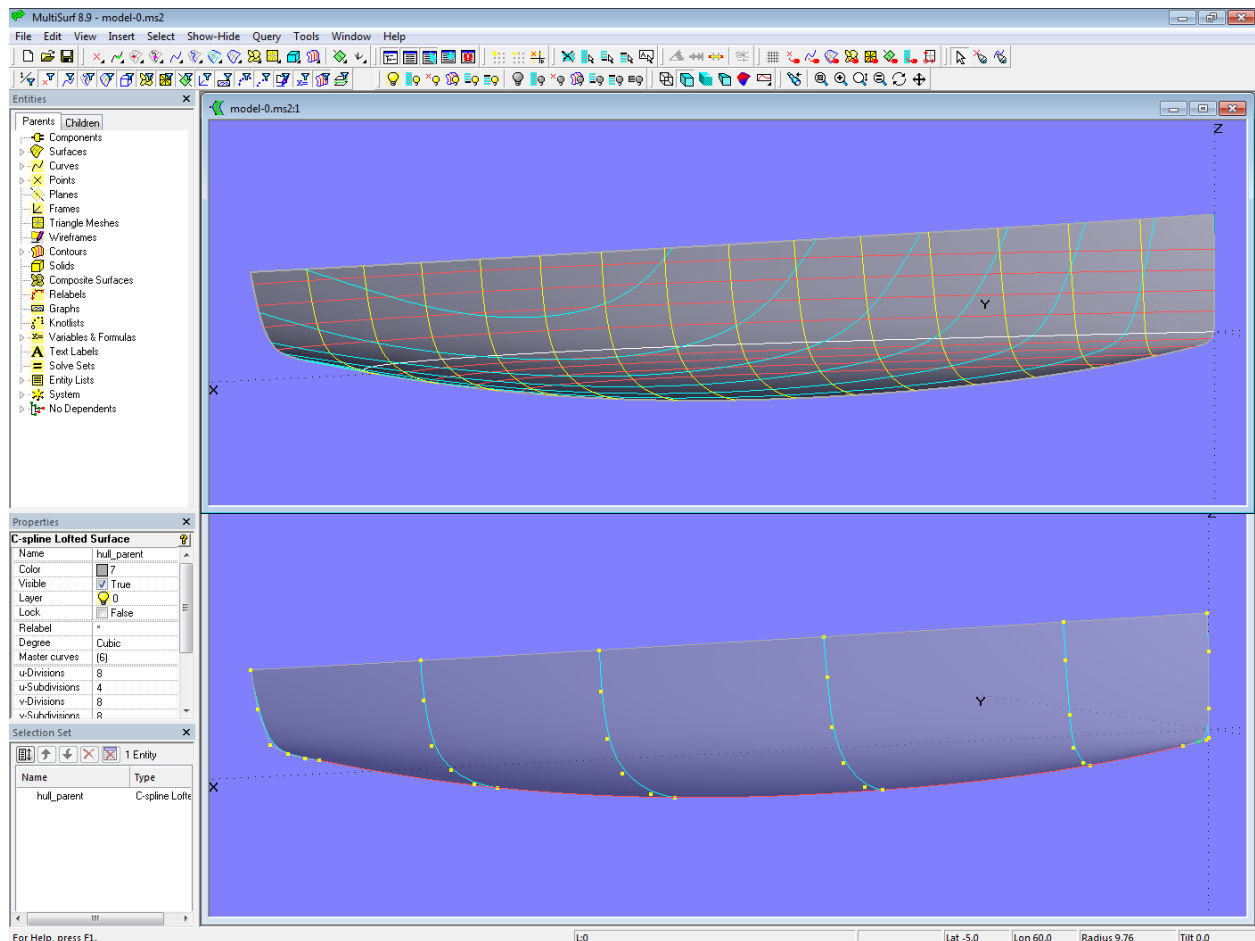 MultiSurf 8.9 - model-0.ms2
File Edit View Insert Select Show-Hide Query Tools Window Help
Entities
Parents Children
Components
Surfaces
Curves
Points
Planes
Frames
Triangle Meshes
Wireframes
Contours
Solids
Composite Surfaces
Relabels
Graphs
Knotlists
Variables & Formulas
Text Labels
Solve Sets
Entity Lists
System
No Dependents
model-0.ms2:1
Z
Y
X
Z
Y
X
Properties
C-spline Lofted Surface
Name hull_parent
Color 7
Visible True
Layer 0
Lock False
Relabel *
Degree Cubic
Master curves {6}
u-Divisions 8
u-Subdivisions 4
v-Divisions 8
v-Subdivisions 8
Selection Set
1 Entity
Name Type
hull_parent C-spline Lofte
For Help, press F1. L:0 Lat -5.0 Lon 60.0 Radius 9.76 Tilt 0.0